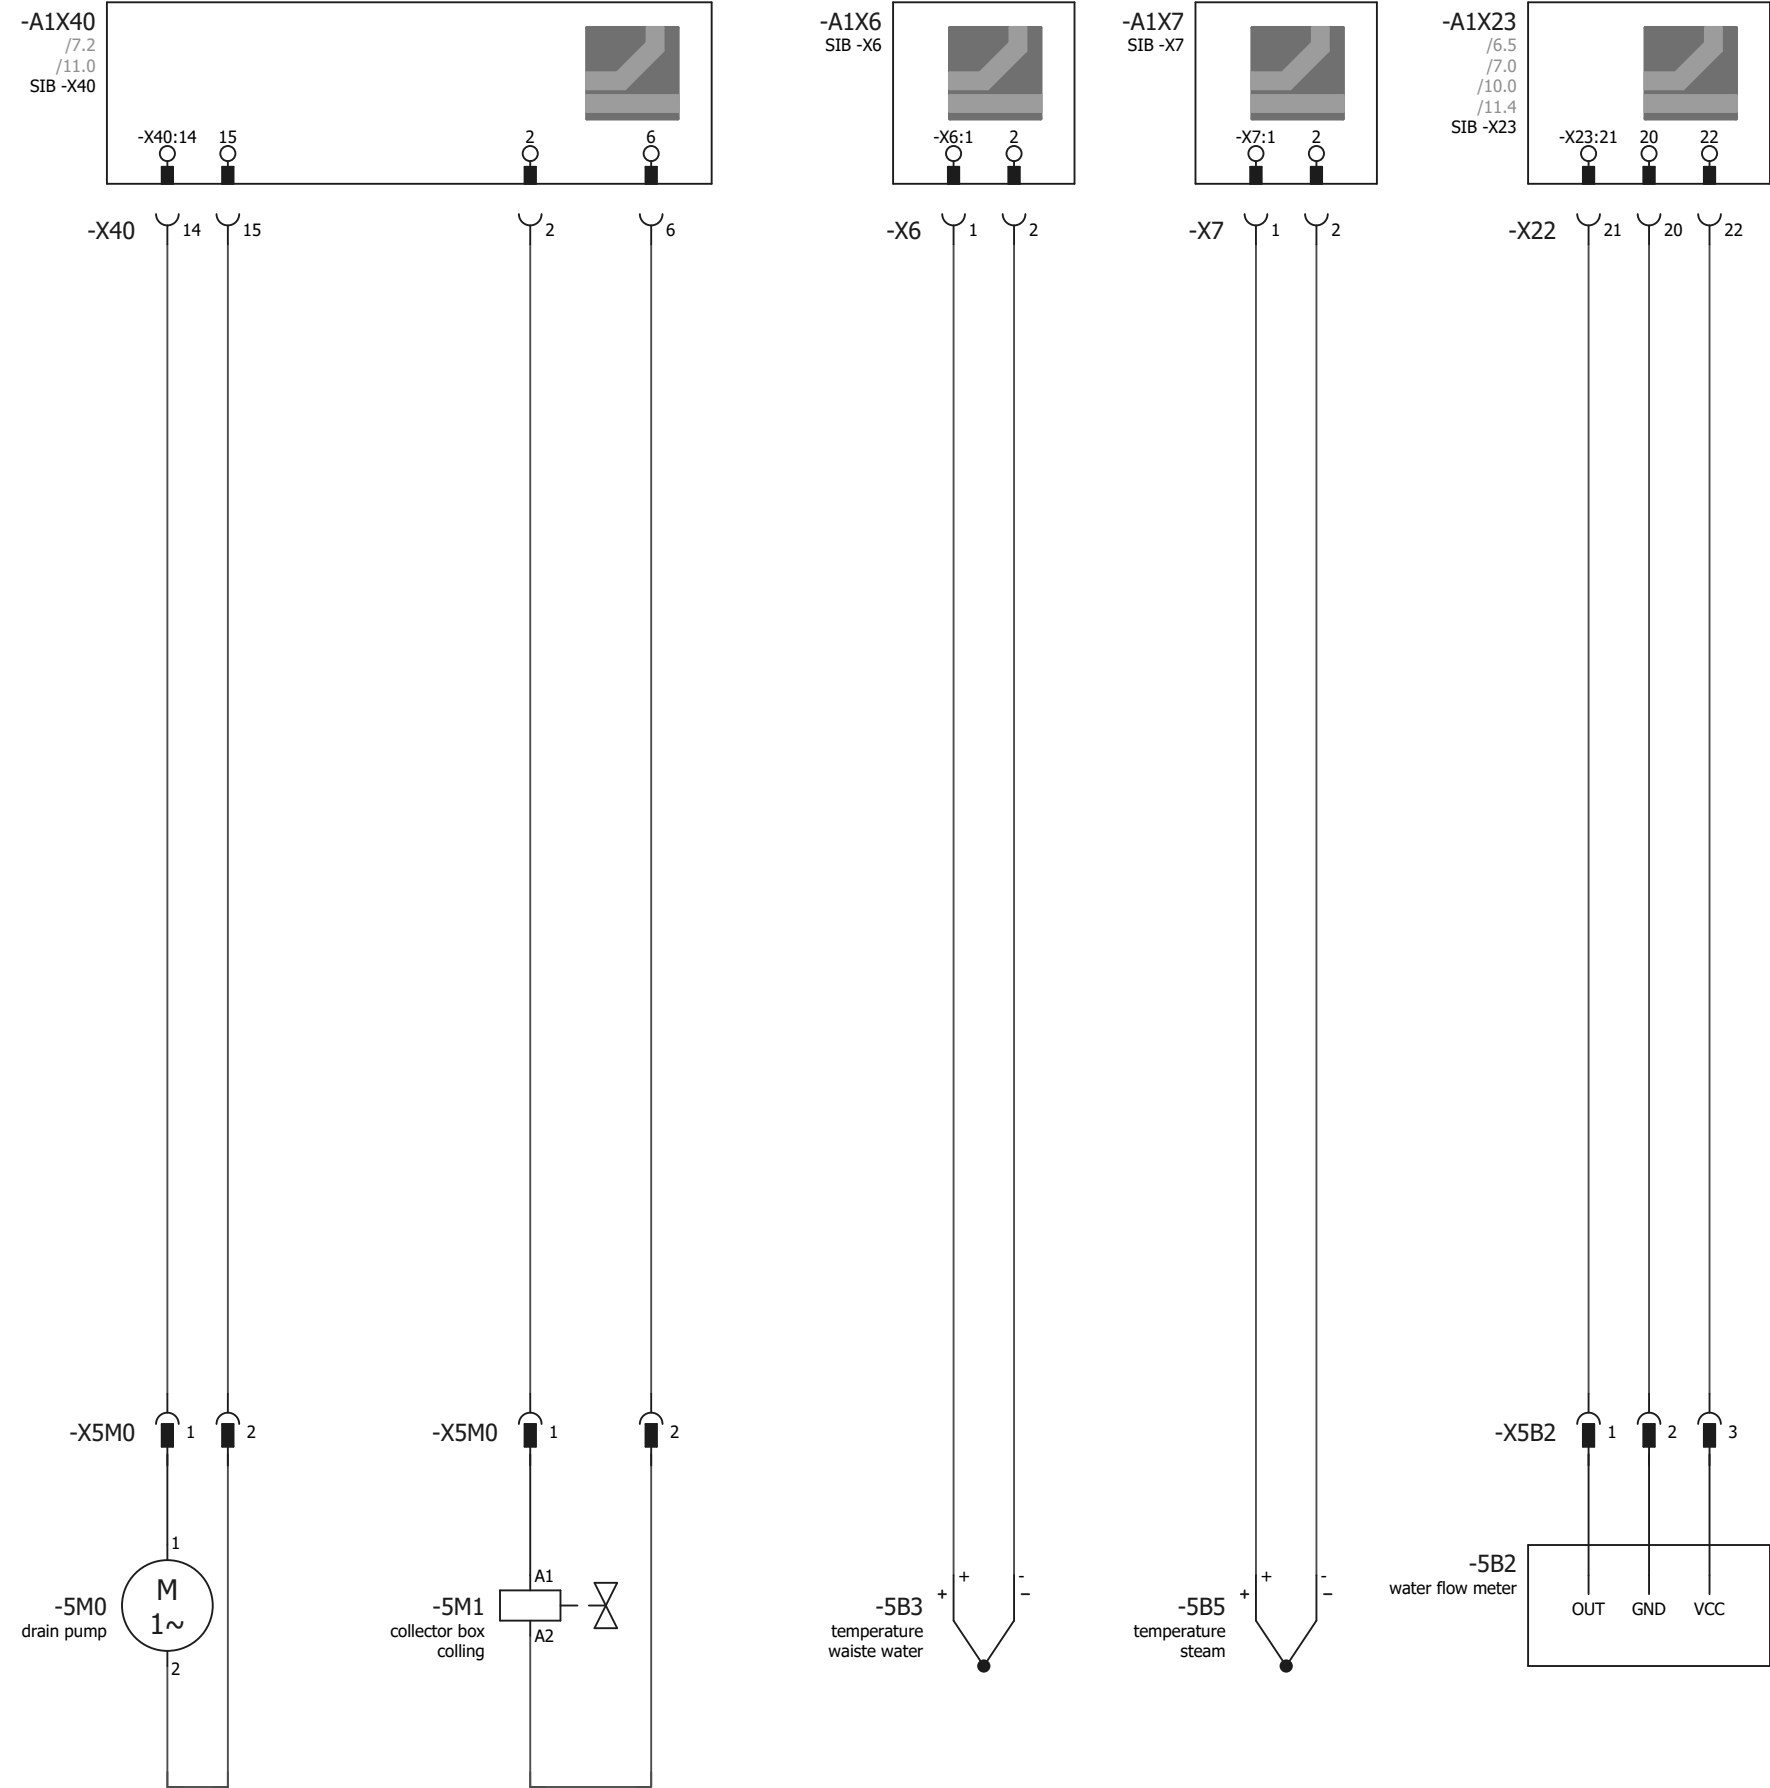 -A1X40
/7.2
/11.0
SIB -X40
-X40:14 15 2 6
-A1X6
SIB -X6
-X6:1 2
-A1X7
SIB -X7
-X7:1 2
-A1X23
/6.5
/7.0
/10.0
/11.4
SIB -X23
-X23:21 20 22
-X40 14 15 2 6
-X6 1 2
-X7 1 2
-X22 21 20 22
-X5M0 1 2
-X5M0 1 2
-X5B2 1 2 3
1
M
1~
2
-5M0
drain pump
A1
-5M1
collector box
colling
A2
+ -
+ –
-5B3
temperature
waiste water
+ -
+ –
-5B5
temperature
steam
-5B2
water flow meter
OUT GND VCC